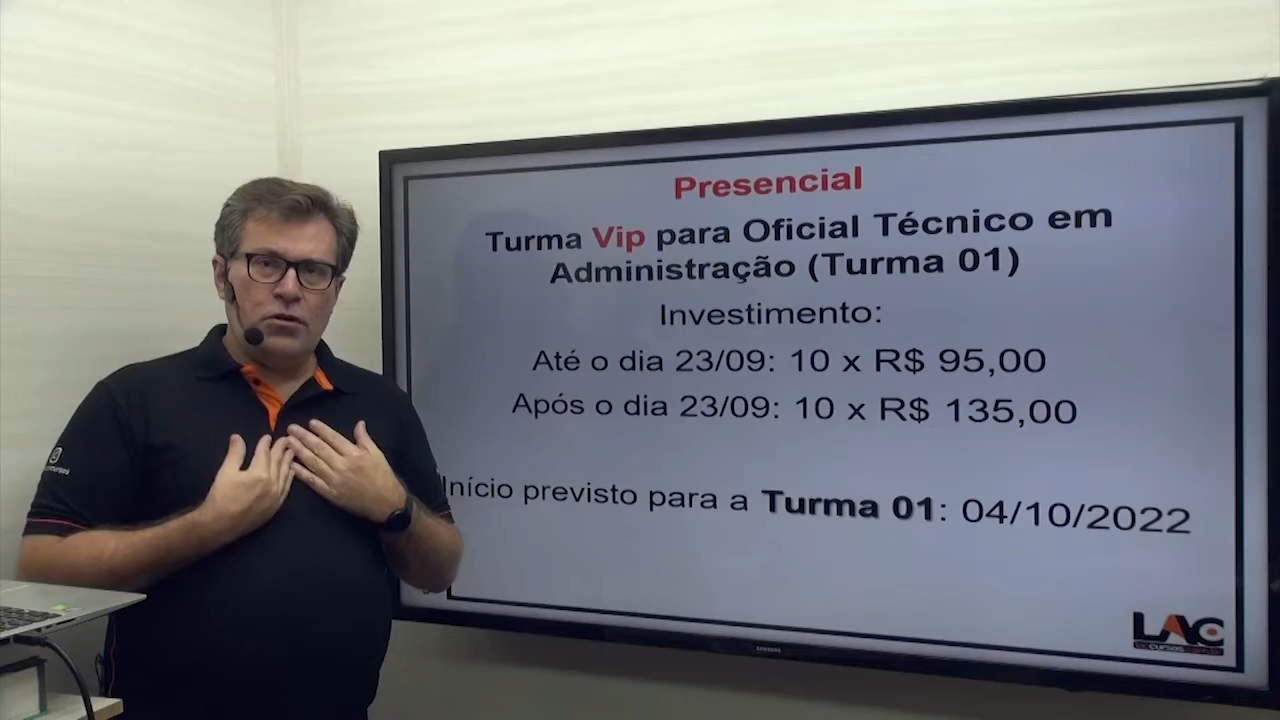 Presencial
Turma Vip para Oficial Técnico em
Administração (Turma 01)
Investimento:
Até o dia 23/09: 10 x R$ 95,00
Após o dia 23/09: 10 x R$ 135,00
Início previsto para a Turma 01: 04/10/2022
LAC
SAMSUNG